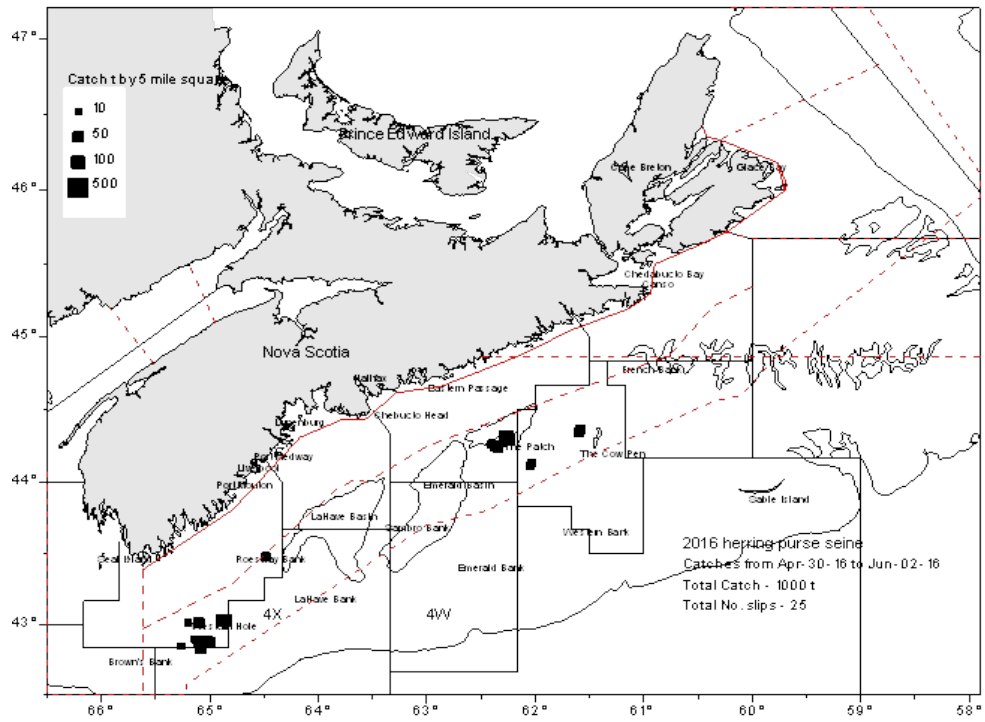 47°
Catch t by 5 mile square
10
50
100
500
Prince Edward Island
Cape Breton
Glace Bay
46°
Chedabucto Bay
Canso
45°
Nova Scotia
French Bank
Halifax
Eastern Passage
Chebucto Head
Lunenburg
The Patch
The Cow Pen
Port Medway
Liverpool
44°
Port Mouton
Emerald Basin
Sable Island
LaHave Basin
Sambro Bank
Western Bank
Seal Island
Roseway Bank
Emerald Bank
2016 herring purse seine
Catches from Apr-30-16 to Jun-02-16
Total Catch - 1000 t
Total No. slips - 25
LaHave Bank
4X
4W
43°
Hole
Brown's Bank
66° 65° 64° 63° 62° 61° 60° 59° 58°